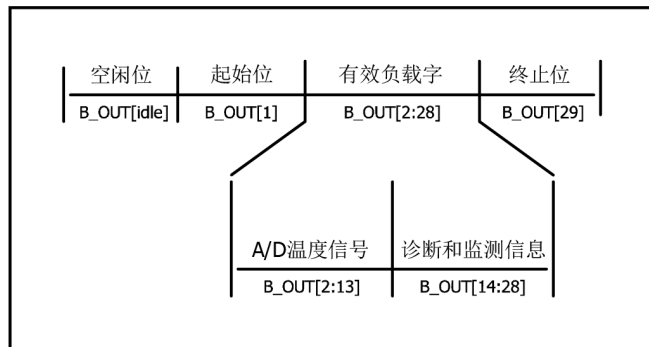 空闲位 起始位 有效负载字 终止位
B_OUT[idle] B_OUT[1] B_OUT[2:28] B_OUT[29]
A/D温度信号 诊断和监测信息
B_OUT[2:13] B_OUT[14:28]